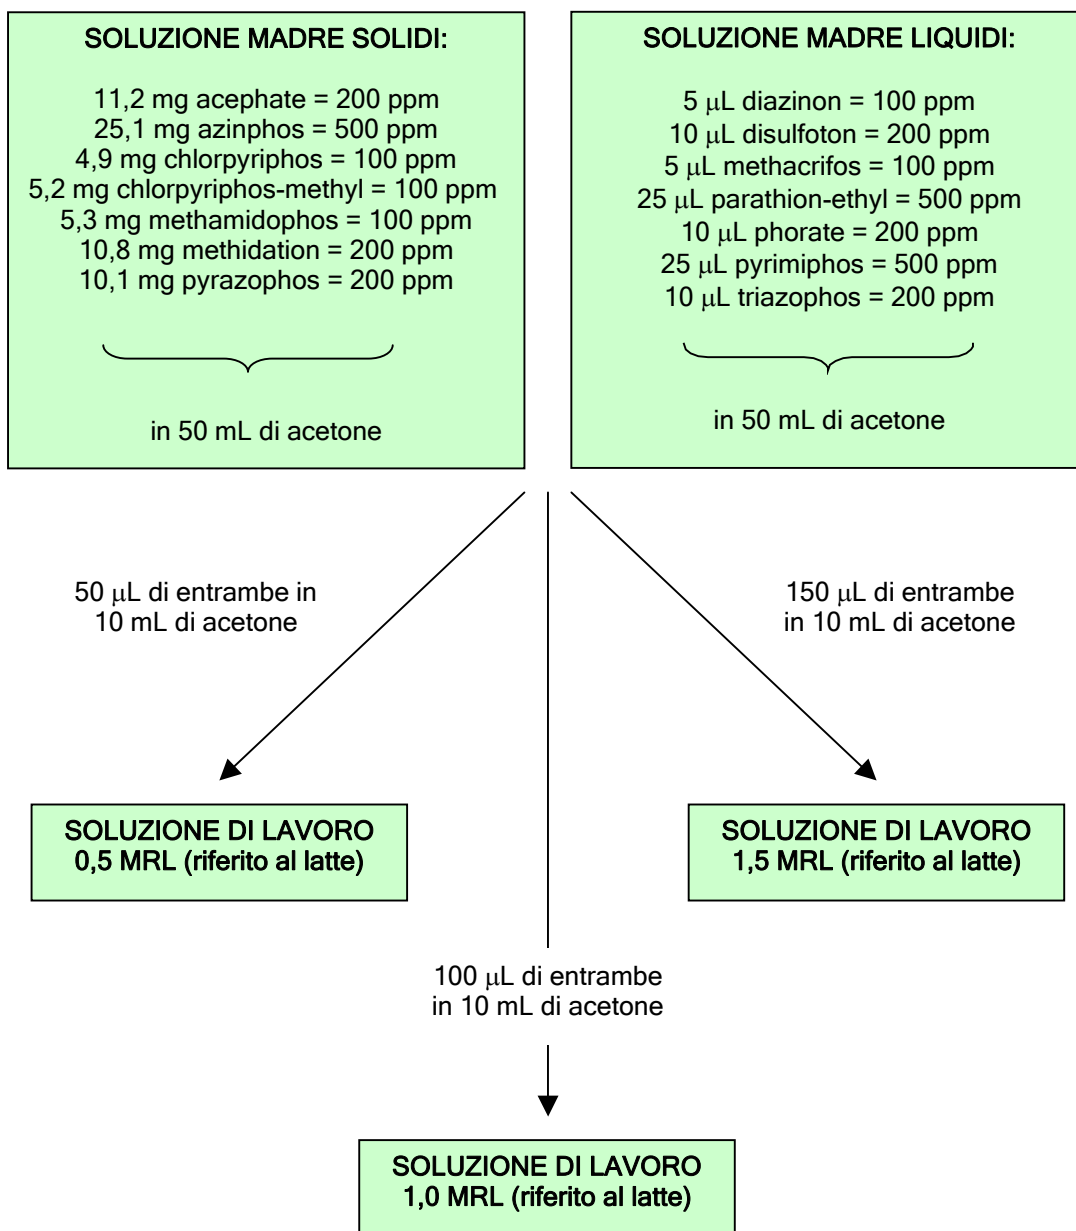 SOLUZIONE MADRE SOLIDI:
11,2 mg acephate = 200 ppm
25,1 mg azinphos = 500 ppm
4,9 mg chlorpyriphos = 100 ppm
5,2 mg chlorpyriphos-methyl = 100 ppm
5,3 mg methamidophos = 100 ppm
10,8 mg methidation = 200 ppm
10,1 mg pyrazophos = 200 ppm
in 50 mL di acetone
SOLUZIONE MADRE LIQUIDI:
5 μL diazinon = 100 ppm
10 μL disulfoton = 200 ppm
5 μL methacrifos = 100 ppm
25 μL parathion-ethyl = 500 ppm
10 μL phorate = 200 ppm
25 μL pyrimiphos = 500 ppm
10 μL triazophos = 200 ppm
in 50 mL di acetone
50 μL di entrambe in
10 mL di acetone
150 μL di entrambe
in 10 mL di acetone
SOLUZIONE DI LAVORO
0,5 MRL (riferito al latte)
SOLUZIONE DI LAVORO
1,5 MRL (riferito al latte)
100 μL di entrambe
in 10 mL di acetone
SOLUZIONE DI LAVORO
1,0 MRL (riferito al latte)